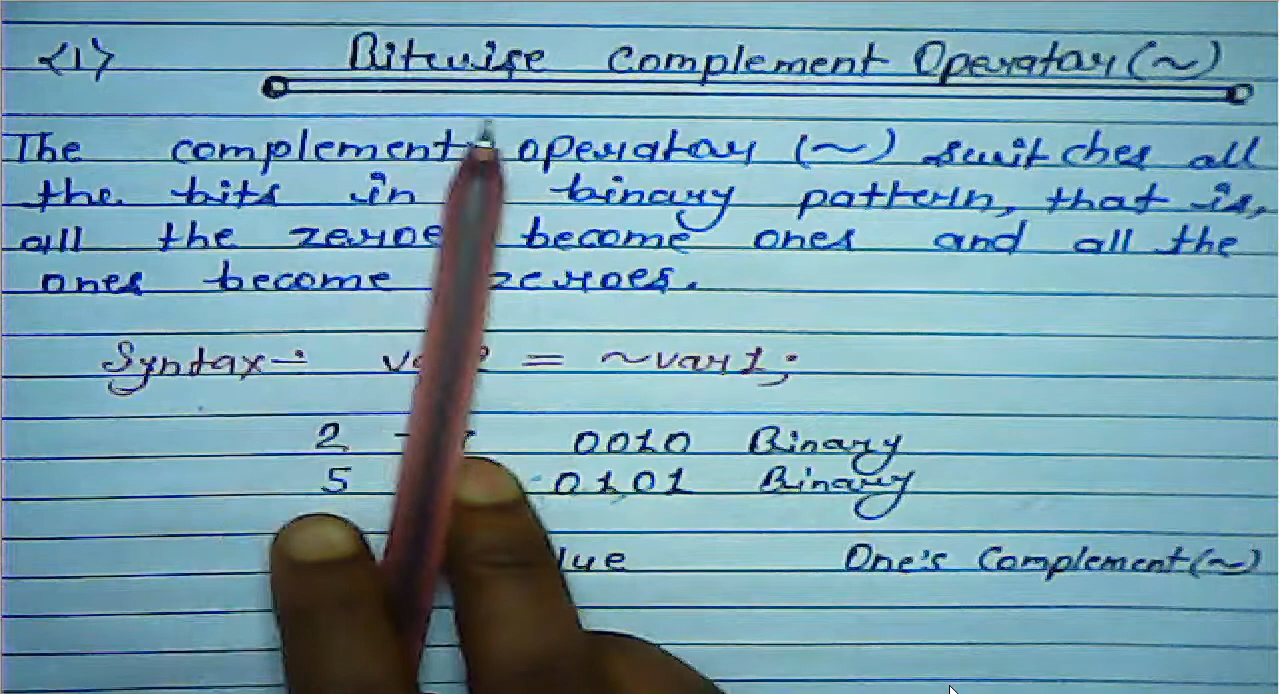 <1> Bitwise Complement Operator (~)
The complement operator (~) switches all
the bits in binary pattern, that is,
all the zeroe become ones and all the
ones become zeroes.
Syntax:- = ~var1;
2 0010 Binary
5 0101 Binary
lue One's Complement (~)